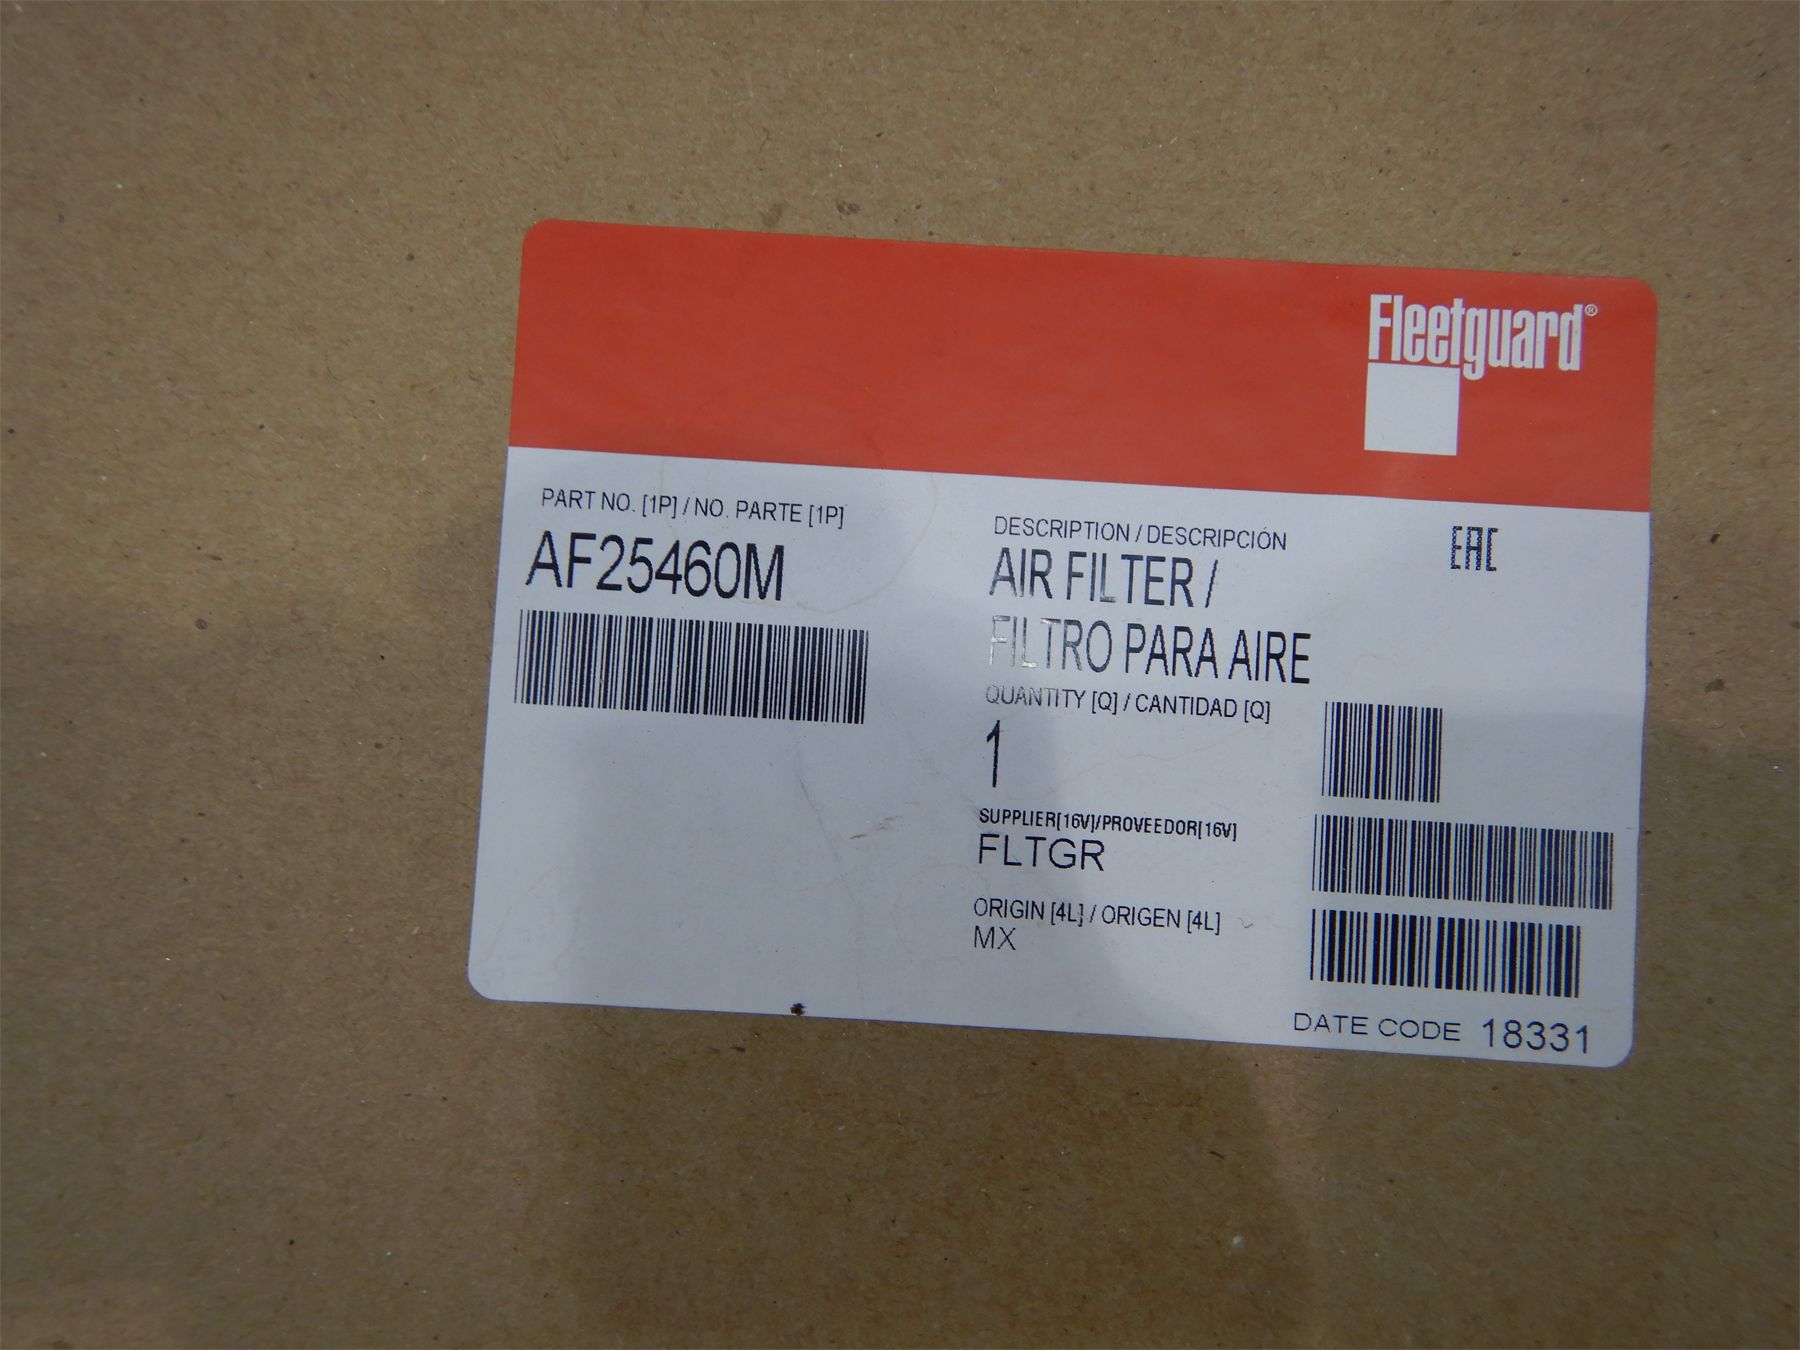 Fleetguard®
PART NO. [1P] / NO. PARTE [1P]
AF25460M
DESCRIPTION / DESCRIPCIÓN
AIR FILTER /
FILTRO PARA AIRE
EAC
QUANTITY [Q] / CANTIDAD [Q]
1
SUPPLIER[16V]/PROVEEDOR[16V]
FLTGR
ORIGIN [4L] / ORIGEN [4L]
MX
DATE CODE 18331